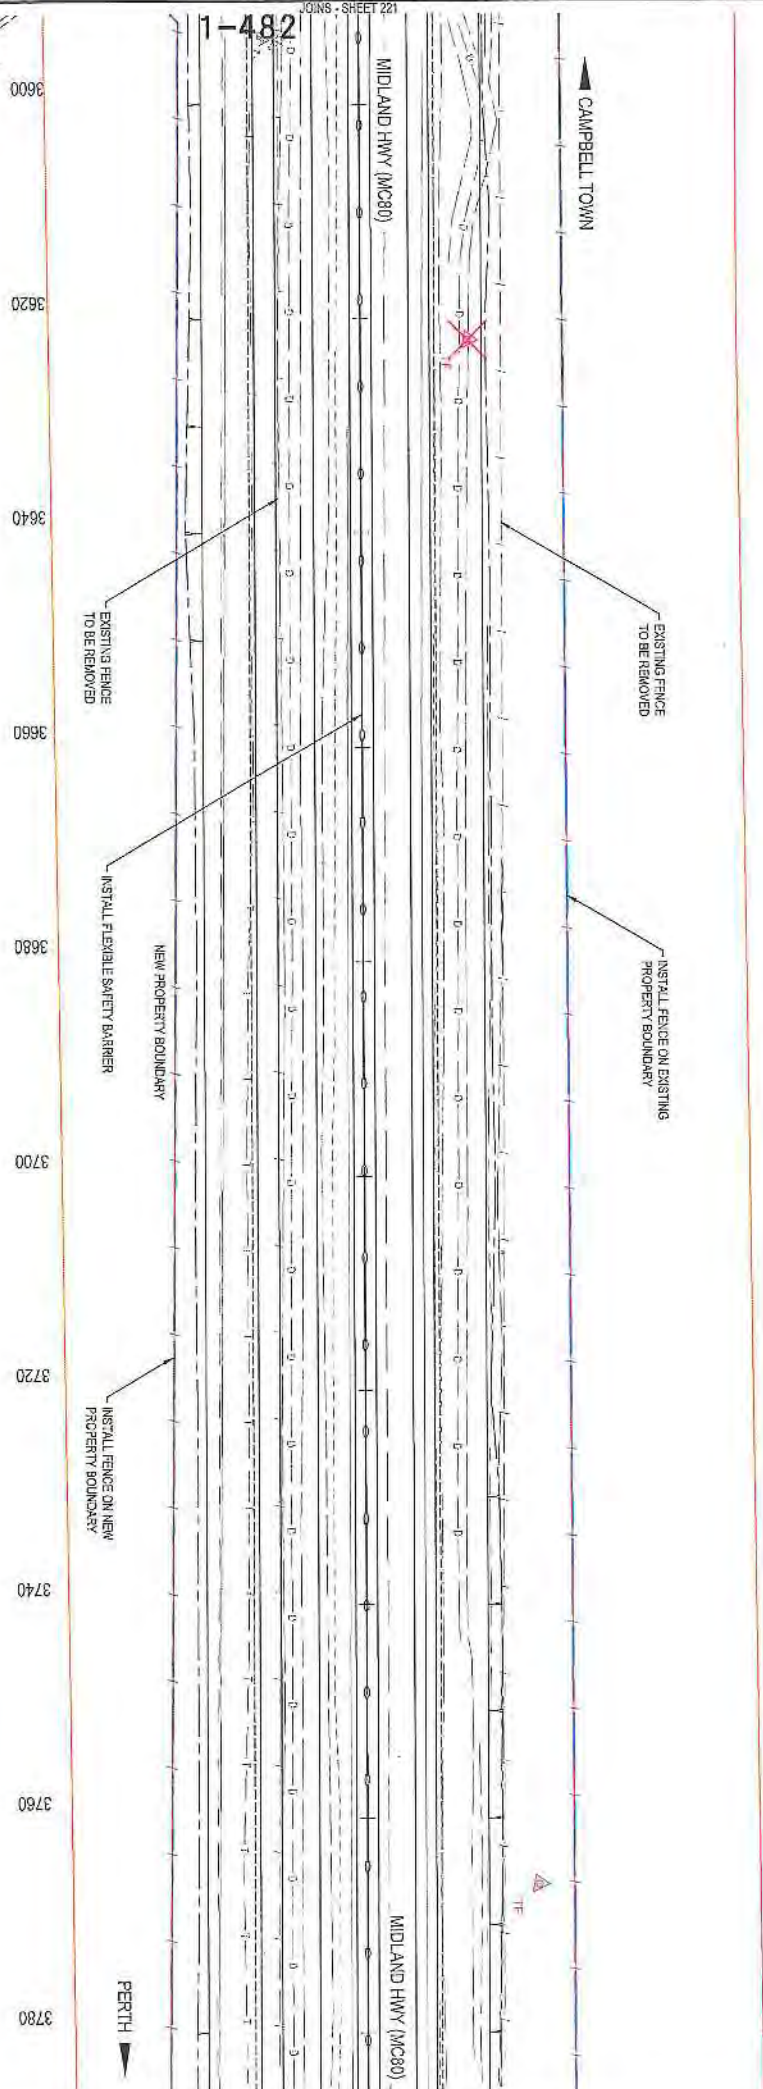 JOINS - SHEET 221
1-482
MIDLAND HWY (MC80)
CAMPBELL TOWN
3600
3620
TF
3640
EXISTING FENCE
TO BE REMOVED
EXISTING FENCE
TO BE REMOVED
3660
INSTALL FLEXIBLE SAFETY BARRIER
3680
NEW PROPERTY BOUNDARY
INSTALL FENCE ON EXISTING
PROPERTY BOUNDARY
3700
3720
INSTALL FENCE ON NEW
PROPERTY BOUNDARY
3740
3760
TF
MIDLAND HWY (MC80)
PERTH
3780